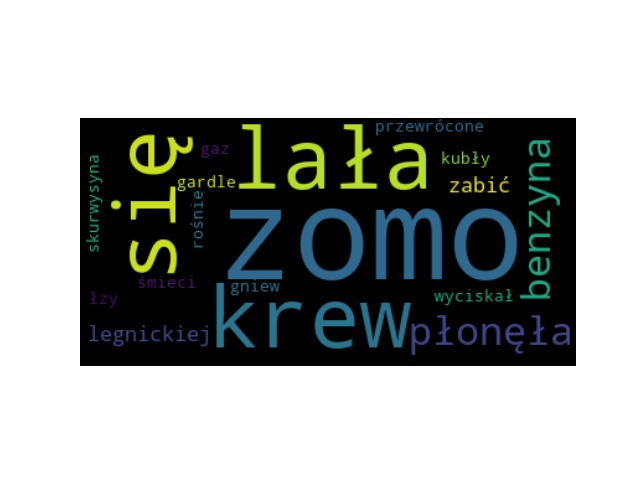 przewrócone
gaz
lała
kubły
skurwysyna
się
gardle
zabić
benzyna
rośnie
zomo
śmieci
gniew
łzy
wyciskał
legnickiej
krew
płonęła